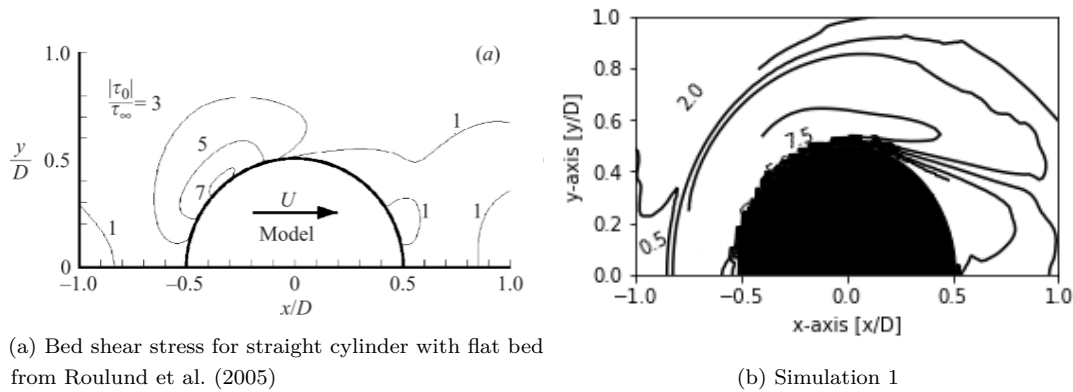 (a)
1.0
|τ₀|
τ∞ = 3
5
7
1
1
1
1
y
D
0.5
0
U
Model
−1.0 −0.5 0 0.5 1.0
x/D
(a) Bed shear stress for straight cylinder with flat bed
from Roulund et al. (2005)
1.0
0.8
0.6
0.4
0.2
0.0
y-axis [y/D]
2.0
7.5
0.5
−1.0 −0.5 0.0 0.5 1.0
x-axis [x/D]
(b) Simulation 1